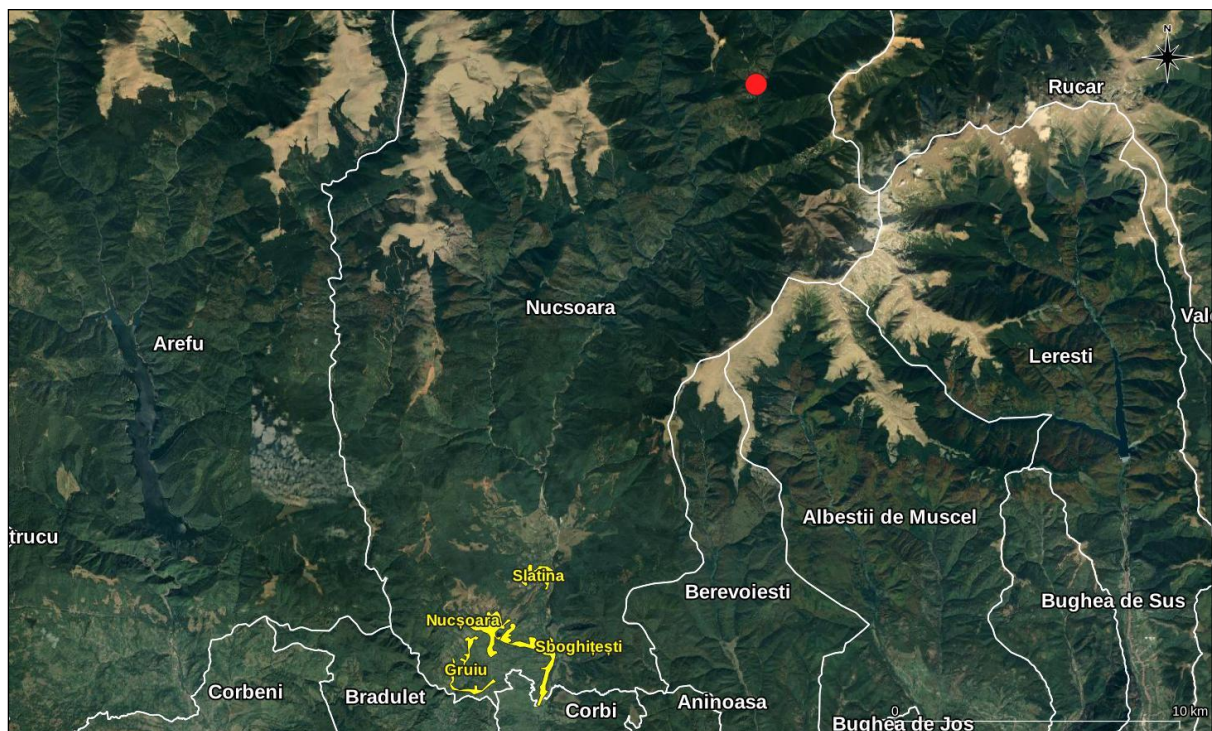 N
Rucar
Nucsoara
Vale
Arefu
Leresti
Albestii de Muscel
trucu
Slatina
Berevoiesti
Bughea de Sus
Nucșoara
Sboghițești
Gruiu
Corbeni
Bradulet
Aninoasa
Corbi
0
10 km
Bughea de Jos